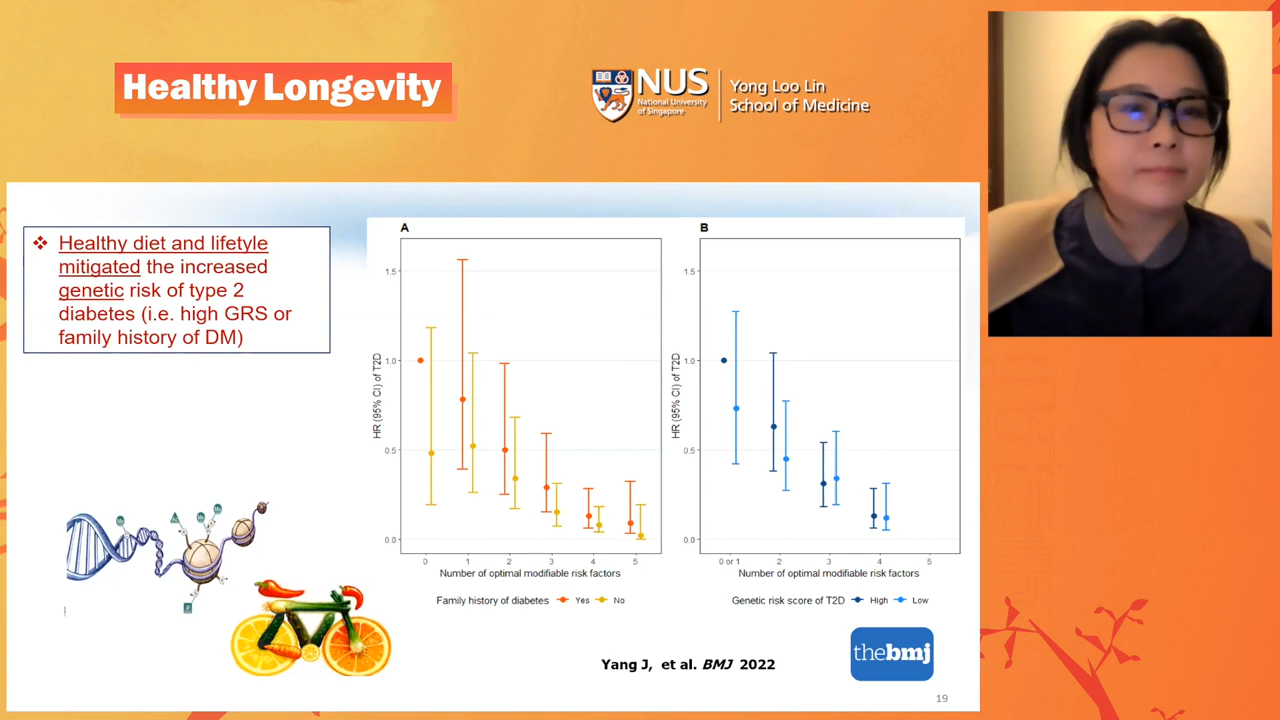 Healthy Longevity
NUS
National University
of Singapore
Yong Loo Lin
School of Medicine
❖ Healthy diet and lifetyle
mitigated the increased
genetic risk of type 2
diabetes (i.e. high GRS or
family history of DM)
A
HR (95% CI) of T2D
1.5
1.0
0.5
0.0
0 1 2 3 4 5
Number of optimal modifiable risk factors
Family history of diabetes Yes No
B
HR (95% CI) of T2D
1.5
1.0
0.5
0.0
0 or 1 2 3 4 5
Number of optimal modifiable risk factors
Genetic risk score of T2D High Low
Yang J, et al. BMJ 2022
thebmj
19